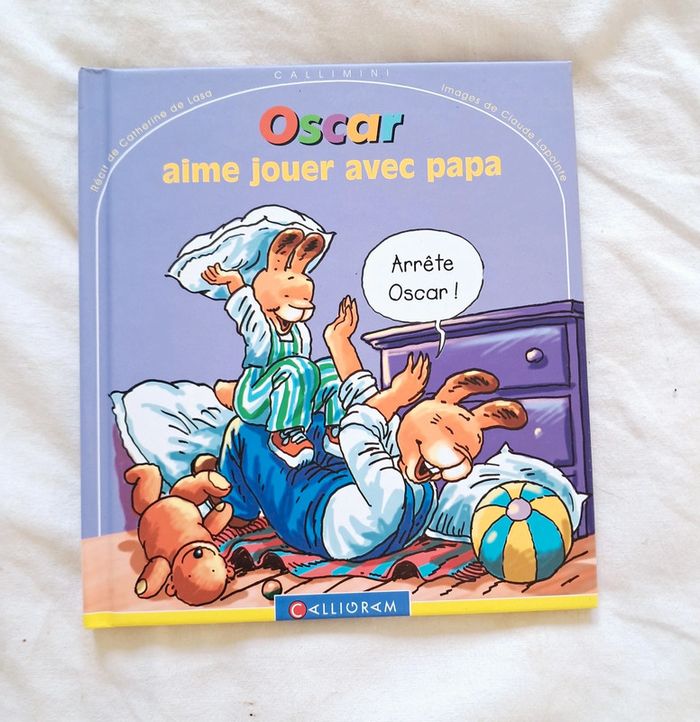 CALLIMINI
Récit de Catherine de Lasa
Images de Claude Lapointe
Oscar
aime jouer avec papa
Arrête
Oscar !
CALLIGRAM